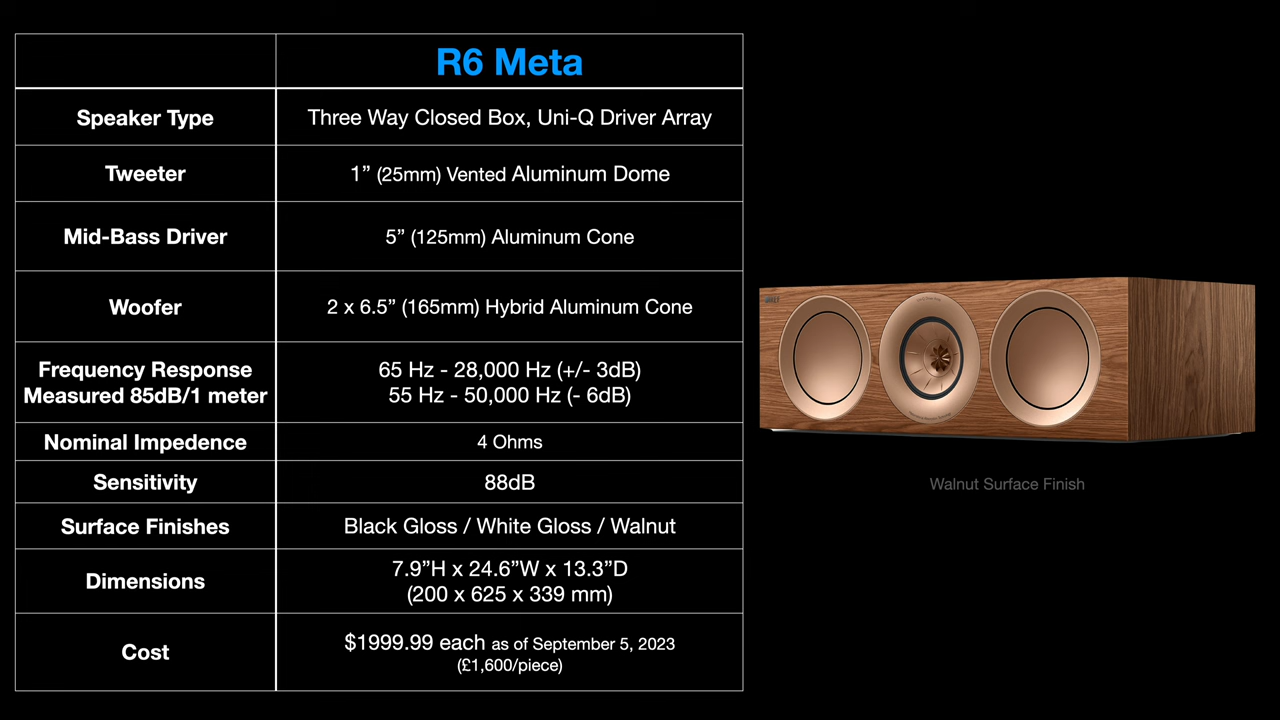 R6 Meta
Speaker Type
Three Way Closed Box, Uni-Q Driver Array
Tweeter
1” (25mm) Vented Aluminum Dome
Mid-Bass Driver
5” (125mm) Aluminum Cone
Woofer
2 x 6.5” (165mm) Hybrid Aluminum Cone
Frequency Response
Measured 85dB/1 meter
65 Hz - 28,000 Hz (+/- 3dB)
55 Hz - 50,000 Hz (- 6dB)
Nominal Impedence
4 Ohms
Sensitivity
88dB
Surface Finishes
Black Gloss / White Gloss / Walnut
Dimensions
7.9”H x 24.6”W x 13.3”D
(200 x 625 x 339 mm)
Cost
$1999.99 each as of September 5, 2023
(£1,600/piece)
KEF
Walnut Surface Finish